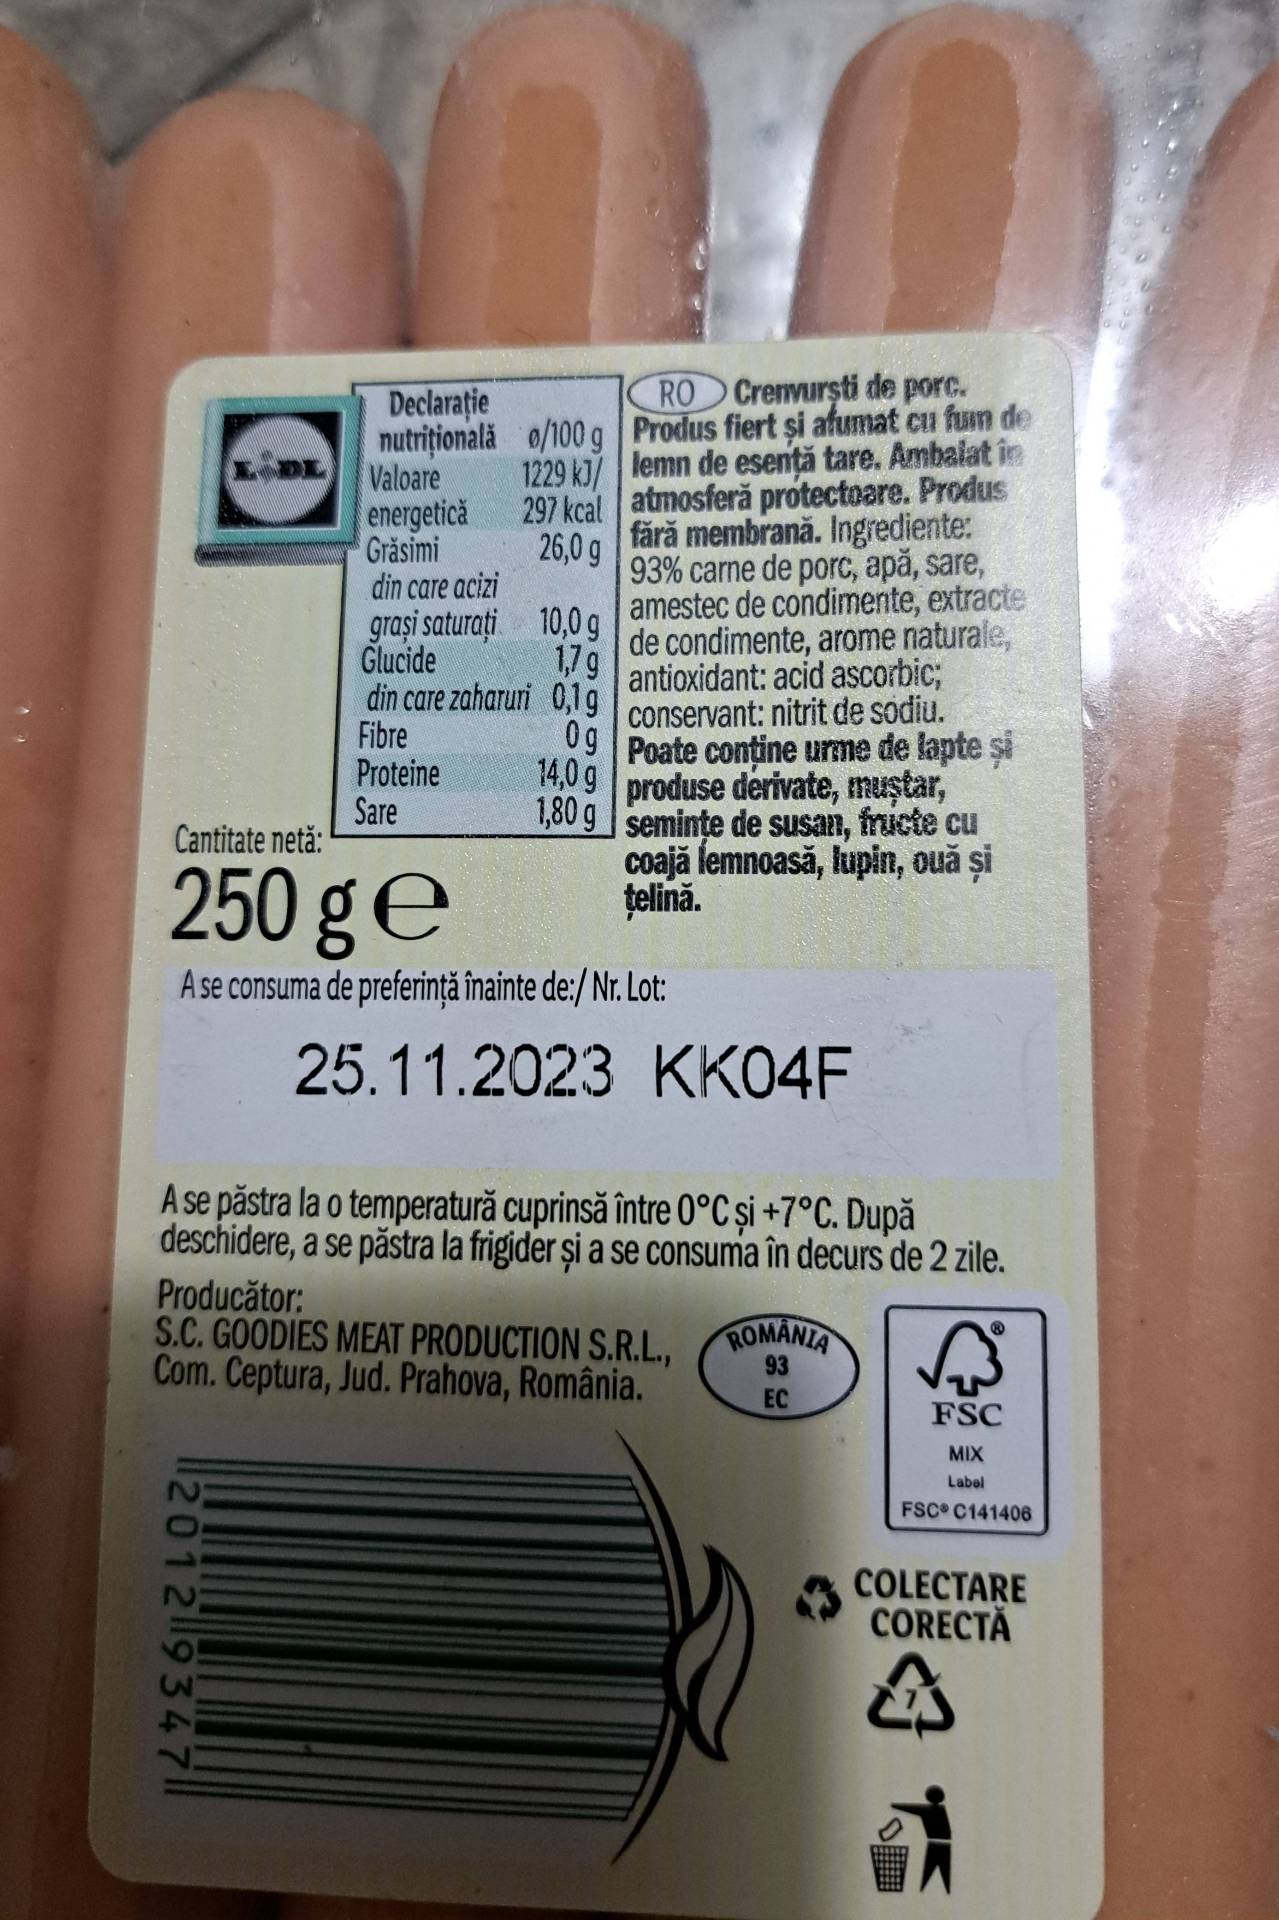 LIDL
Declarație
nutrițională ø/100 g
Valoare 1229 kJ/
energetică 297 kcal
Grăsimi 26,0 g
din care acizi
grași saturați 10,0 g
Glucide 1,7 g
din care zaharuri 0,1 g
Fibre 0 g
Proteine 14,0 g
Sare 1,80 g
RO Crenvurști de porc.
Produs fiert și afumat cu fum de
lemn de esență tare. Ambalat în
atmosferă protectoare. Produs
fără membrană. Ingrediente:
93% carne de porc, apă, sare,
amestec de condimente, extracte
de condimente, arome naturale,
antioxidant: acid ascorbic;
conservant: nitrit de sodiu.
Poate conține urme de lapte și
produse derivate, muștar,
semințe de susan, fructe cu
coajă lemnoasă, lupin, ouă și
țelină.
Cantitate netă:
250 g e
A se consuma de preferință înainte de:/ Nr. Lot:
25.11.2023 KK04F
A se păstra la o temperatură cuprinsă între 0°C și +7°C. După
deschidere, a se păstra la frigider și a se consuma în decurs de 2 zile.
Producător:
S.C. GOODIES MEAT PRODUCTION S.R.L.,
Com. Ceptura, Jud. Prahova, România.
ROMÂNIA
93
EC
FSC®
MIX
Label
FSC® C141406
COLECTARE
CORECTĂ
7
20129347